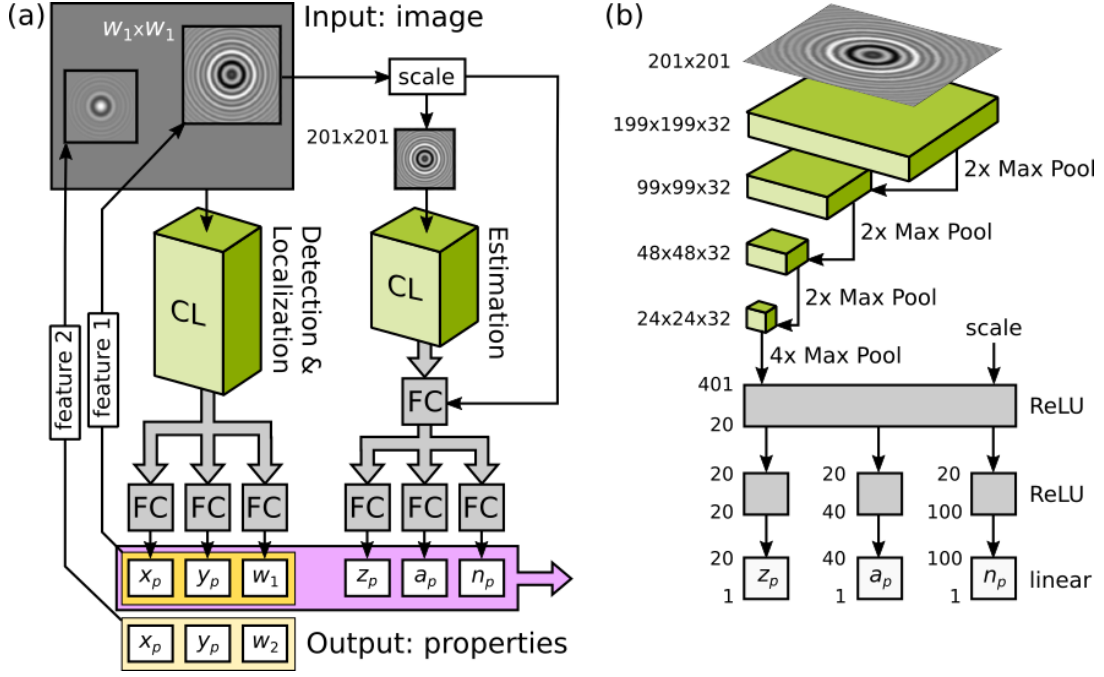 (a)
w₁xw₁
Input: image
scale
201x201
CL
Detection &
Localization
CL
Estimation
feature 2
feature 1
FC
FC FC FC
FC FC FC
xₚ yₚ w₁
zₚ aₚ nₚ
xₚ yₚ w₂
Output: properties
(b)
201x201
199x199x32
2x Max Pool
99x99x32
2x Max Pool
48x48x32
2x Max Pool
24x24x32
4x Max Pool
scale
401
20
ReLU
20 20 20
20 40 100
ReLU
20 40 100
zₚ aₚ nₚ
1 1 1
linear